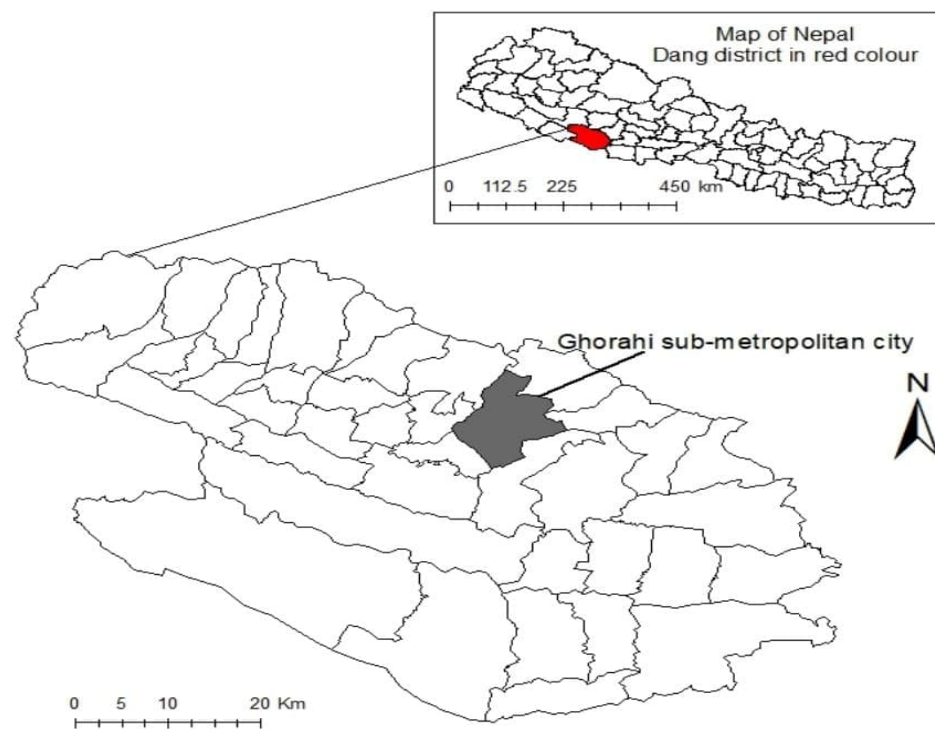 Map of Nepal
Dang district in red colour
0 112.5 225 450 km
Ghorahi sub-metropolitan city
N
0 5 10 20 Km